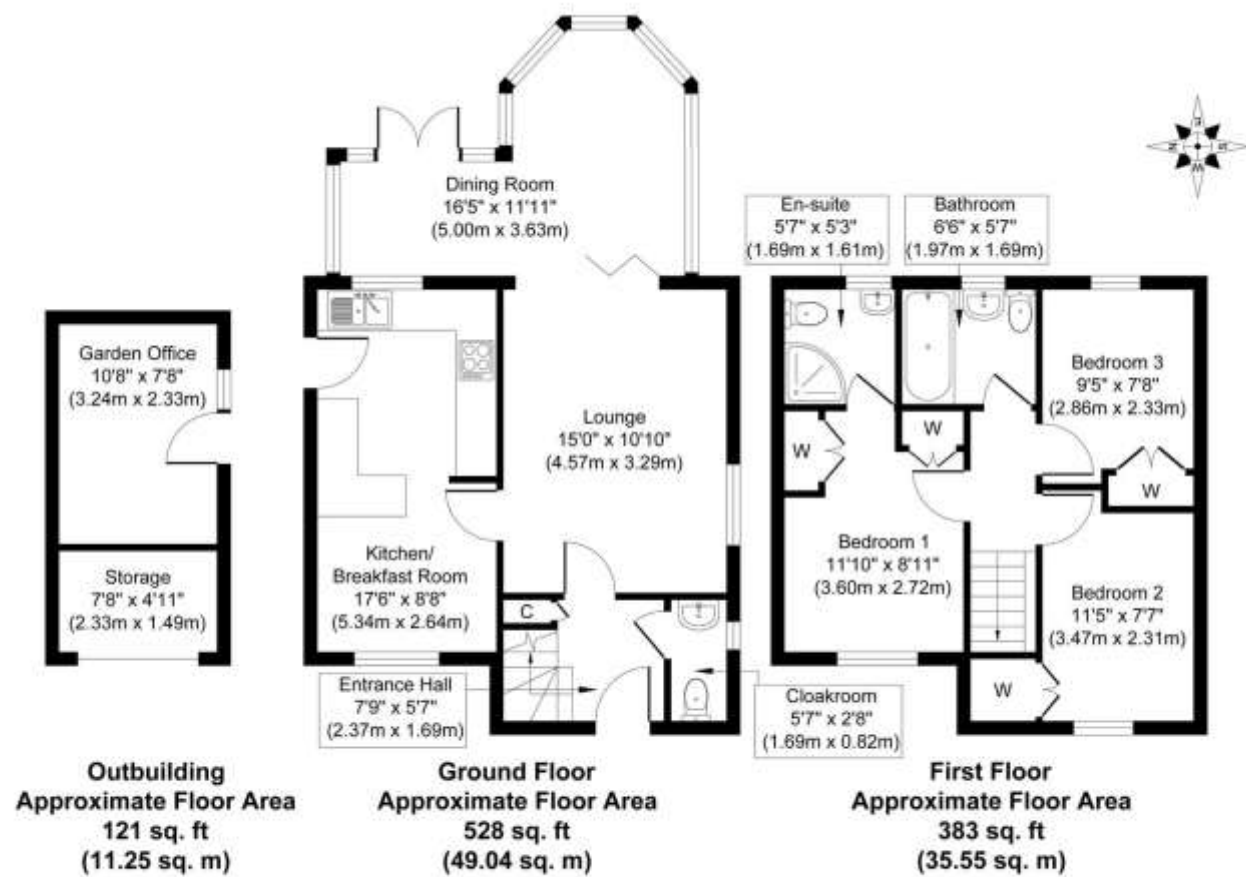 Dining Room
16'5" x 11'11"
(5.00m x 3.63m)
En-suite
5'7" x 5'3"
(1.69m x 1.61m)
Bathroom
6'6" x 5'7"
(1.97m x 1.69m)
E
N
S
W
Garden Office
10'8" x 7'8"
(3.24m x 2.33m)
Storage
7'8" x 4'11"
(2.33m x 1.49m)
Lounge
15'0" x 10'10"
(4.57m x 3.29m)
Kitchen/
Breakfast Room
17'6" x 8'8"
(5.34m x 2.64m)
C
Entrance Hall
7'9" x 5'7"
(2.37m x 1.69m)
Cloakroom
5'7" x 2'8"
(1.69m x 0.82m)
W
W
Bedroom 3
9'5" x 7'8"
(2.86m x 2.33m)
W
Bedroom 1
11'10" x 8'11"
(3.60m x 2.72m)
Bedroom 2
11'5" x 7'7"
(3.47m x 2.31m)
W
Outbuilding
Approximate Floor Area
121 sq. ft
(11.25 sq. m)
Ground Floor
Approximate Floor Area
528 sq. ft
(49.04 sq. m)
First Floor
Approximate Floor Area
383 sq. ft
(35.55 sq. m)